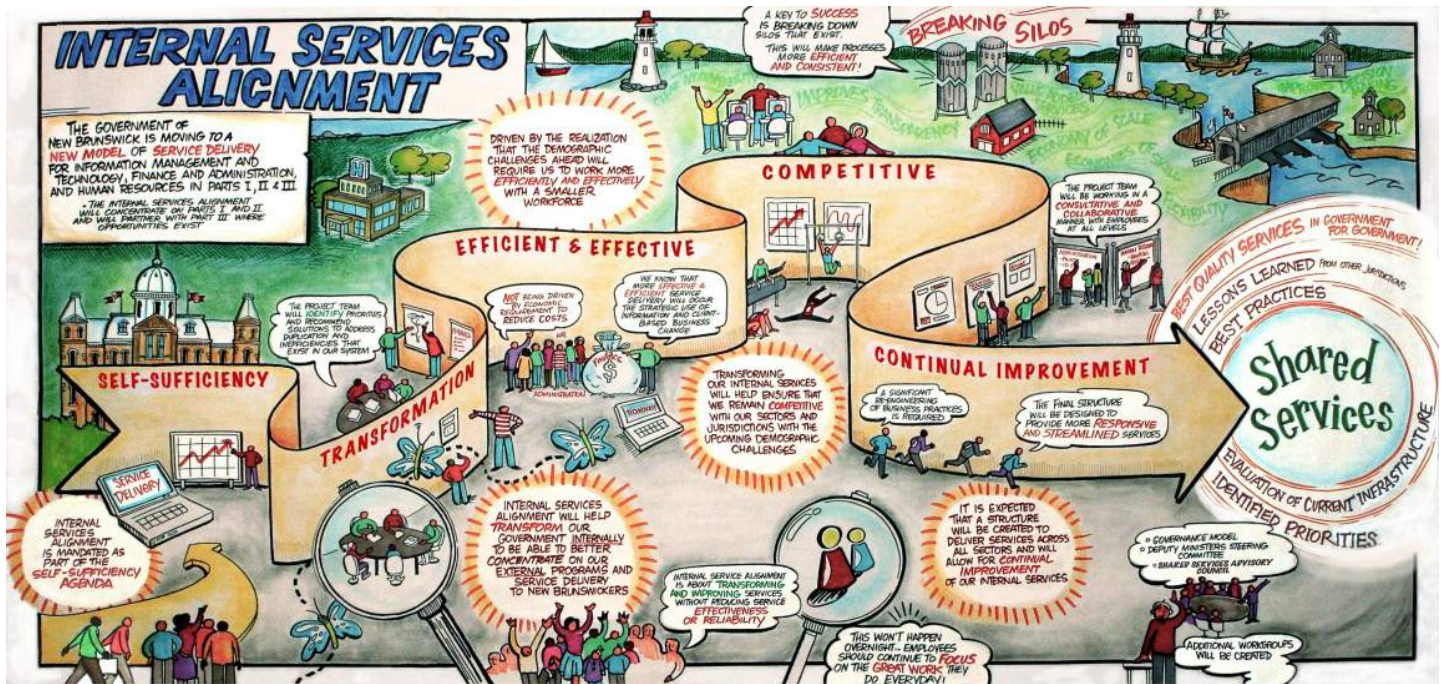 INTERNAL SERVICES
ALIGNMENT
THE GOVERNMENT OF
NEW BRUNSWICK IS MOVING TO A
NEW MODEL OF SERVICE DELIVERY
FOR INFORMATION MANAGEMENT AND
TECHNOLOGY, FINANCE AND ADMINISTRATION,
AND HUMAN RESOURCES IN PARTS I, II & III
• THE INTERNAL SERVICES ALIGNMENT
WILL CONCENTRATE ON PARTS I AND II
AND WILL PARTNER WITH PART III WHERE
OPPORTUNITIES EXIST
DRIVEN BY THE REALIZATION
THAT THE DEMOGRAPHIC
CHALLENGES AHEAD WILL
REQUIRE US TO WORK MORE
EFFICIENTLY AND EFFECTIVELY
WITH A SMALLER
WORKFORCE
A KEY TO SUCCESS
IS BREAKING DOWN
SILOS THAT EXIST.
THIS WILL MAKE PROCESSES
MORE EFFICIENT
AND CONSISTENT!
BREAKING SILOS
IMPROVES TRANSPARENCY
ECONOMY OF SCALE
COMPETITIVE
THE PROJECT TEAM
WILL BE WORKING IN A
CONSULTATIVE AND
COLLABORATIVE
MANNER WITH EMPLOYEES
AT ALL LEVELS
EFFICIENT & EFFECTIVE
THE PROJECT TEAM
WILL IDENTIFY PRIORITIES
AND RECOMMEND
SOLUTIONS TO ADDRESS
DUPLICATION AND
INEFFICIENCIES THAT
EXIST IN OUR SYSTEM
NOT BEING DRIVEN
BY ECONOMIC
REQUIREMENT TO
REDUCE COSTS
WE KNOW THAT
MORE EFFECTIVE &
EFFICIENT SERVICE
DELIVERY WILL OCCUR
THE STRATEGIC USE OF
INFORMATION AND CLIENT-
BASED BUSINESS
CHANGE
HR
FINANCE
$
ADMINISTRATION
SELF-SUFFICIENCY
TRANSFORMATION
CONTINUAL IMPROVEMENT
TRANSFORMING
OUR INTERNAL SERVICES
WILL HELP ENSURE THAT
WE REMAIN COMPETITIVE
WITH OUR SECTORS AND
JURISDICTIONS WITH THE
UPCOMING DEMOGRAPHIC
CHALLENGES
A SIGNIFICANT
RE-ENGINEERING
OF BUSINESS PRACTICES
IS REQUIRED
THE FINAL STRUCTURE
WILL BE DESIGNED TO
PROVIDE MORE RESPONSIVE
AND STREAMLINED SERVICES
BEST QUALITY SERVICES IN GOVERNMENT
FOR GOVERNMENT!
LESSONS LEARNED FROM OTHER JURISDICTIONS
BEST PRACTICES
Shared
Services
EVALUATION OF CURRENT INFRASTRUCTURE
IDENTIFIED PRIORITIES
SERVICE
DELIVERY
INTERNAL
SERVICES
ALIGNMENT
IS MANDATED AS
PART OF THE
SELF-SUFFICIENCY
AGENDA
INTERNAL SERVICES
ALIGNMENT WILL HELP
TRANSFORM OUR
GOVERNMENT INTERNALLY
TO BE ABLE TO BETTER
CONCENTRATE ON OUR
EXTERNAL PROGRAMS AND
SERVICE DELIVERY
TO NEW BRUNSWICKERS
INTERNAL SERVICE ALIGNMENT
IS ABOUT TRANSFORMING
AND IMPROVING SERVICES
WITHOUT REDUCING SERVICE
EFFECTIVENESS
OR RELIABILITY
THIS WON'T HAPPEN
OVERNIGHT... EMPLOYEES
SHOULD CONTINUE TO FOCUS
ON THE GREAT WORK THEY
DO EVERYDAY!
IT IS EXPECTED
THAT A STRUCTURE
WILL BE CREATED TO
DELIVER SERVICES ACROSS
ALL SECTORS AND WILL
ALLOW FOR CONTINUAL
IMPROVEMENT
OF OUR INTERNAL SERVICES
• GOVERNANCE MODEL
• DEPUTY MINISTERS STEERING
COMMITTEE
• SHARED SERVICES ADVISORY
COUNCIL
ADDITIONAL WORKGROUPS
WILL BE CREATED